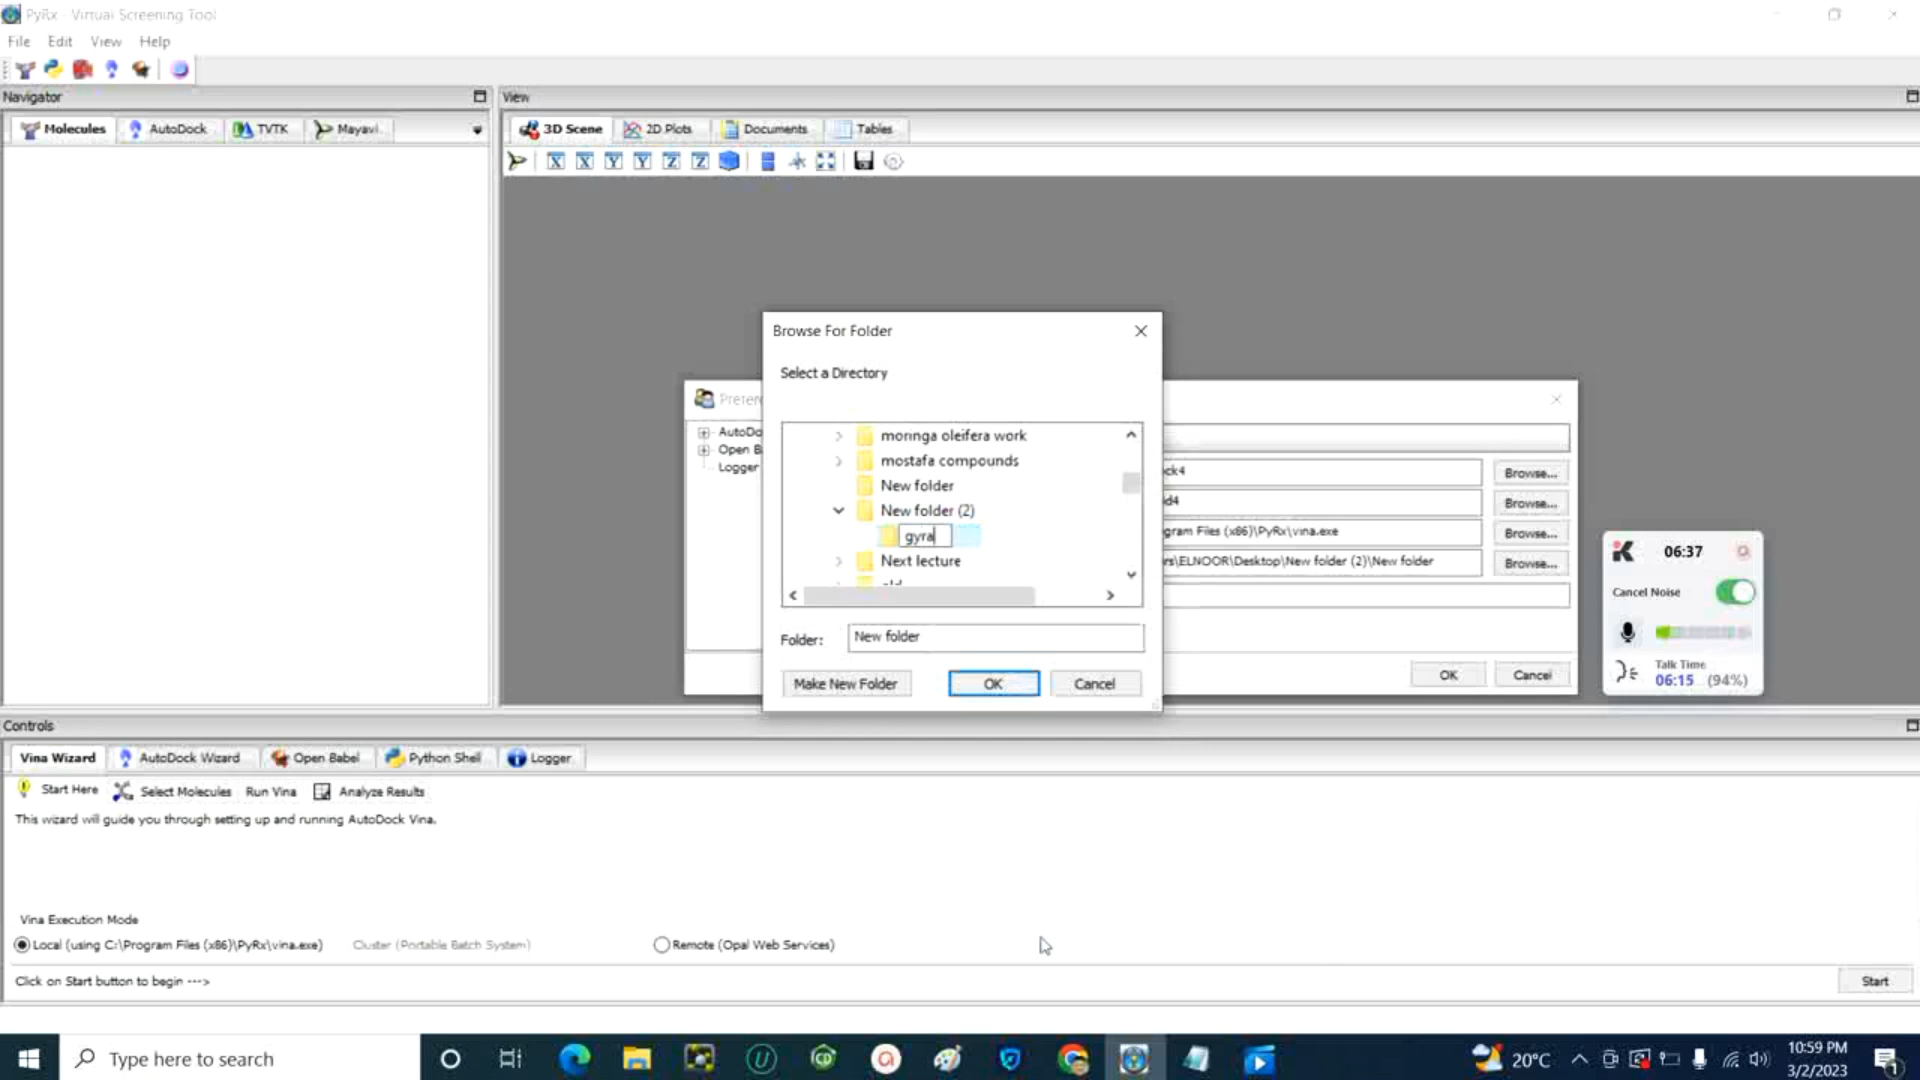 PyRx - Virtual Screening Tool
File Edit View Help
Navigator
View
Molecules AutoDock TVTK Mayavi
3D Scene 2D Plots Documents Tables
X X Y Y Z Z
Browse For Folder
Select a Directory
moringa oleifera work
mostafa compounds
New folder
New folder (2)
gyra
Next lecture
Folder: New folder
Make New Folder OK Cancel
AutoDo
Open B
Logger
ck4 Browse...
id4 Browse...
gram Files (x86)\PyRx\vina.exe Browse...
rs\ELNOOR\Desktop\New folder (2)\New folder Browse...
OK Cancel
06:37
Cancel Noise
Talk Time
06:15 (94%)
Controls
Vina Wizard AutoDock Wizard Open Babel Python Shell Logger
Start Here Select Molecules Run Vina Analyze Results
This wizard will guide you through setting up and running AutoDock Vina.
Vina Execution Mode
Local (using C:\Program Files (x86)\PyRx\vina.exe) Cluster (Portable Batch System) Remote (Opal Web Services)
Click on Start button to begin --->
Start
Type here to search
20°C
10:59 PM
3/2/2023
1